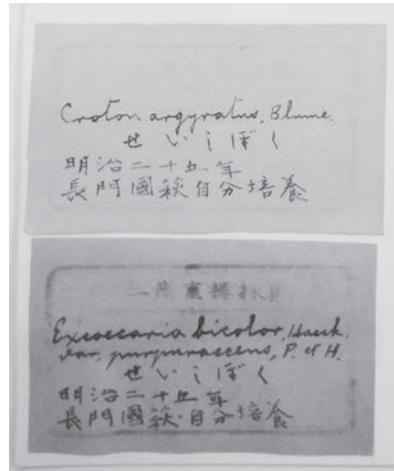 Croton argyratus, Blume.
せいしぼく
明治二十五年
長門國萩自分培養
Excoecaria bicolor, Hassk.
var. purpurascens, P. et H.
せいしぼく
明治二十五年
長門國萩自分培養